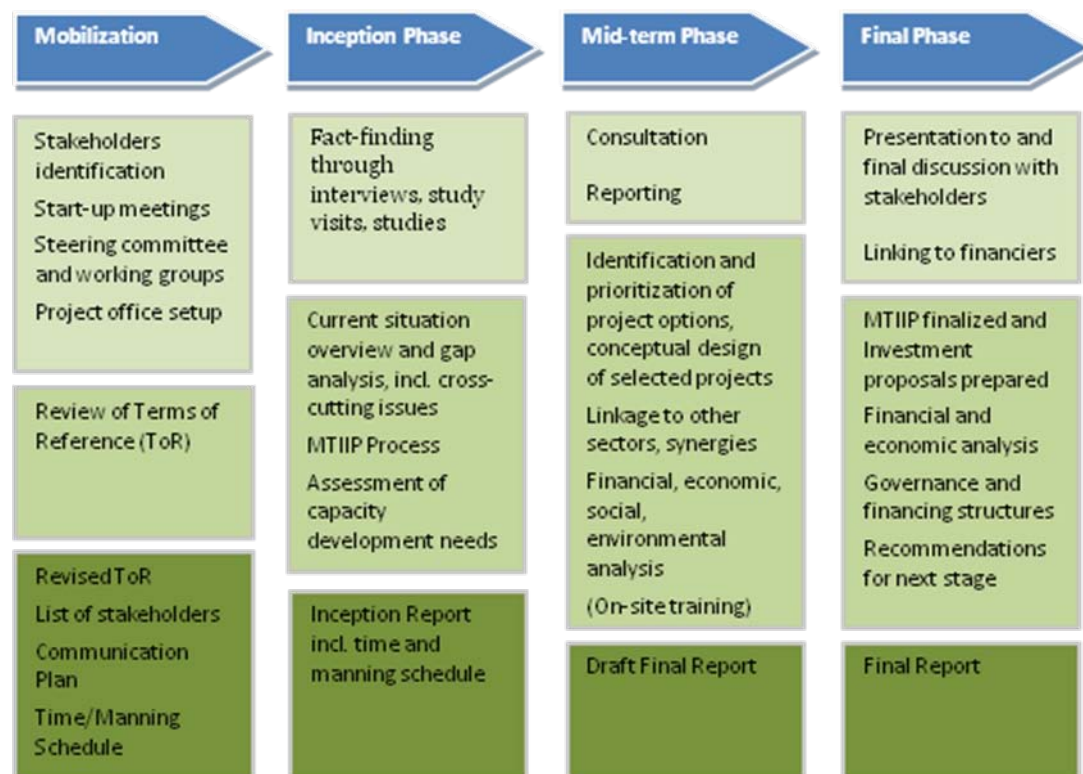 Mobilization
Stakeholders
identification
Start-up meetings
Steering committee
and working groups
Project office setup
Review of Terms of
Reference (ToR)
Revised ToR
List of stakeholders
Communication
Plan
Time/Manning
Schedule
Inception Phase
Fact-finding
through
interviews, study
visits, studies
Current situation
overview and gap
analysis, incl. cross-
cutting issues
MTIIP Process
Assessment of
capacity
development needs
Inception Report
incl. time and
manning schedule
Mid-term Phase
Consultation
Reporting
Identification and
prioritization of
project options,
conceptual design
of selected projects
Linkage to other
sectors, synergies
Financial, economic,
social,
environmental
analysis
(On-site training)
Draft Final Report
Final Phase
Presentation to and
final discussion with
stakeholders
Linking to financiers
MTIIP finalized and
Investment
proposals prepared
Financial and
economic analysis
Governance and
financing structures
Recommendations
for next stage
Final Report